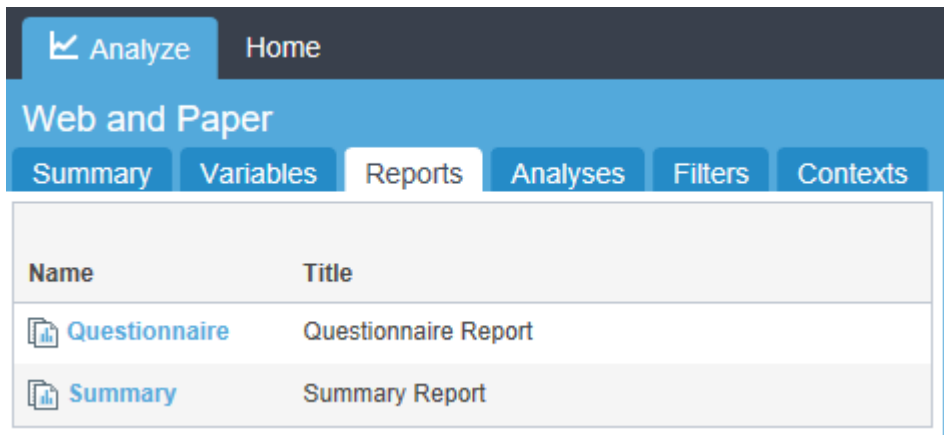 Analyze Home
Web and Paper
Summary Variables Reports Analyses Filters Contexts
Name Title
Questionnaire Questionnaire Report
Summary Summary Report